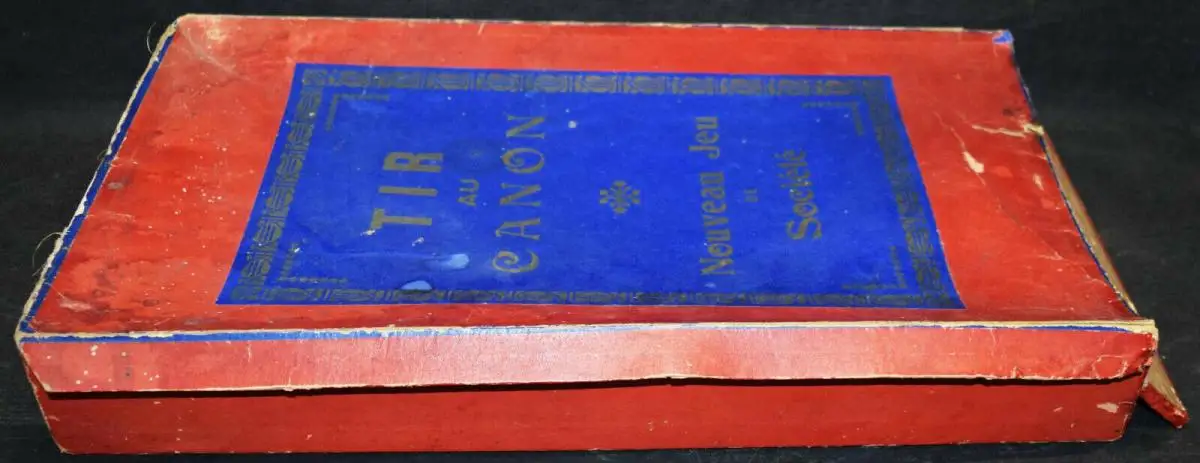 TIR
AU
CANON
Nouveau Jeu
DE
Société